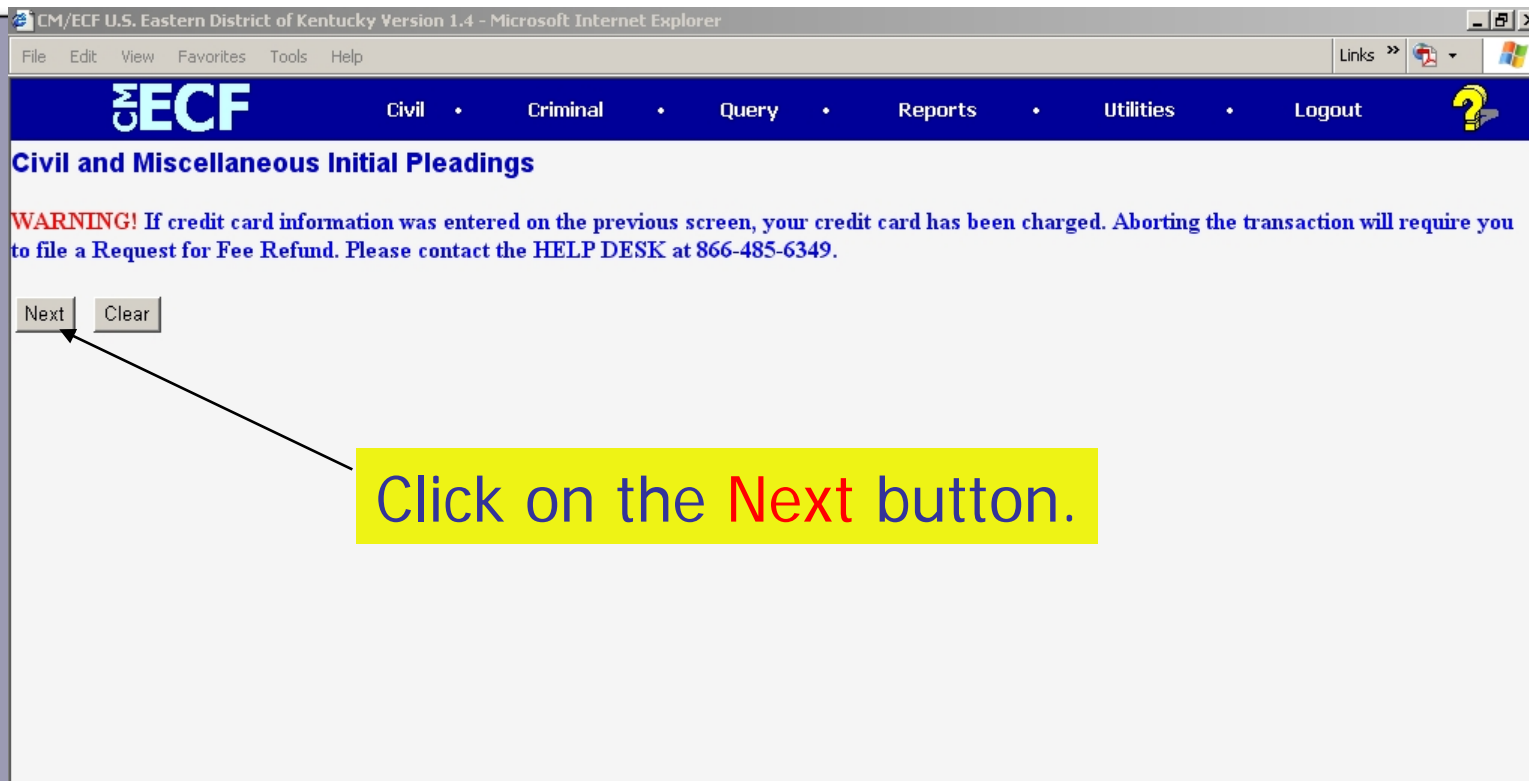 CM/ECF U.S. Eastern District of Kentucky Version 1.4 - Microsoft Internet Explorer
File Edit View Favorites Tools Help Links »
CM ECF Civil • Criminal • Query • Reports • Utilities • Logout ?
Civil and Miscellaneous Initial Pleadings
WARNING! If credit card information was entered on the previous screen, your credit card has been charged. Aborting the transaction will require you
to file a Request for Fee Refund. Please contact the HELP DESK at 866-485-6349.
Next Clear
Click on the Next button.